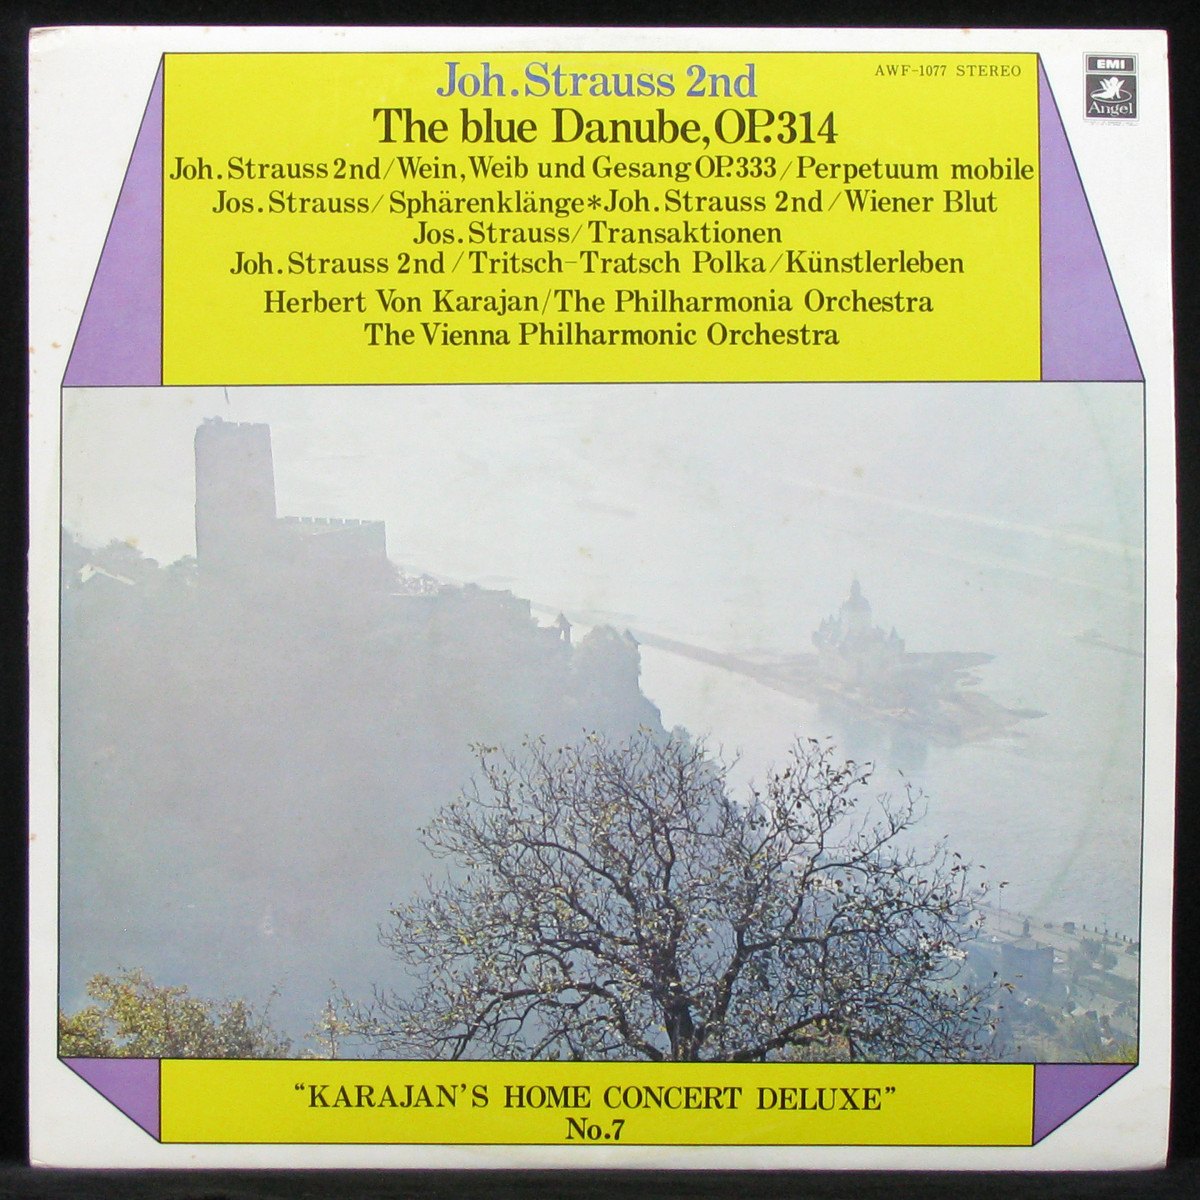 Joh. Strauss 2nd
AWF-1077 STEREO
EMI
Angel
The blue Danube, OP.314
Joh. Strauss 2nd/Wein, Weib und Gesang OP.333/Perpetuum mobile
Jos. Strauss/Sphärenklänge*Joh. Strauss 2nd/Wiener Blut
Jos. Strauss/Transaktionen
Joh. Strauss 2nd/Tritsch-Tratsch Polka/Künstlerleben
Herbert Von Karajan/The Philharmonia Orchestra
The Vienna Philharmonic Orchestra
“KARAJAN'S HOME CONCERT DELUXE”
No.7